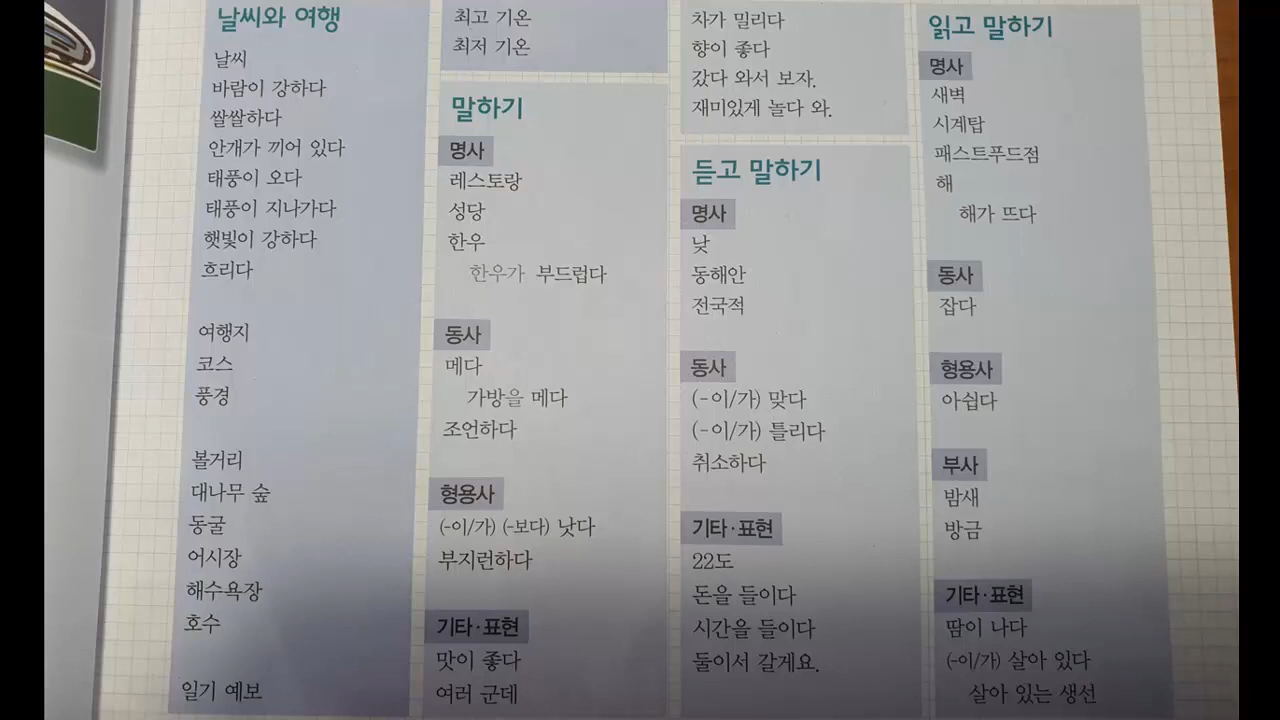 날씨와 여행
날씨
바람이 강하다
쌀쌀하다
안개가 끼어 있다
태풍이 오다
태풍이 지나가다
햇빛이 강하다
흐리다
여행지
코스
풍경
볼거리
대나무 숲
동굴
어시장
해수욕장
호수
일기 예보
최고 기온
최저 기온
말하기
명사
레스토랑
성당
한우
한우가 부드럽다
동사
메다
가방을 메다
조언하다
형용사
(-이/가) (-보다) 낫다
부지런하다
기타·표현
맛이 좋다
여러 군데
차가 밀리다
향이 좋다
갔다 와서 보자.
재미있게 놀다 와.
듣고 말하기
명사
낮
동해안
전국적
동사
(-이/가) 맞다
(-이/가) 틀리다
취소하다
기타·표현
22도
돈을 들이다
시간을 들이다
둘이서 갈게요.
읽고 말하기
명사
새벽
시계탑
패스트푸드점
해
해가 뜨다
동사
잡다
형용사
아쉽다
부사
밤새
방금
기타·표현
땀이 나다
(-이/가) 살아 있다
살아 있는 생선